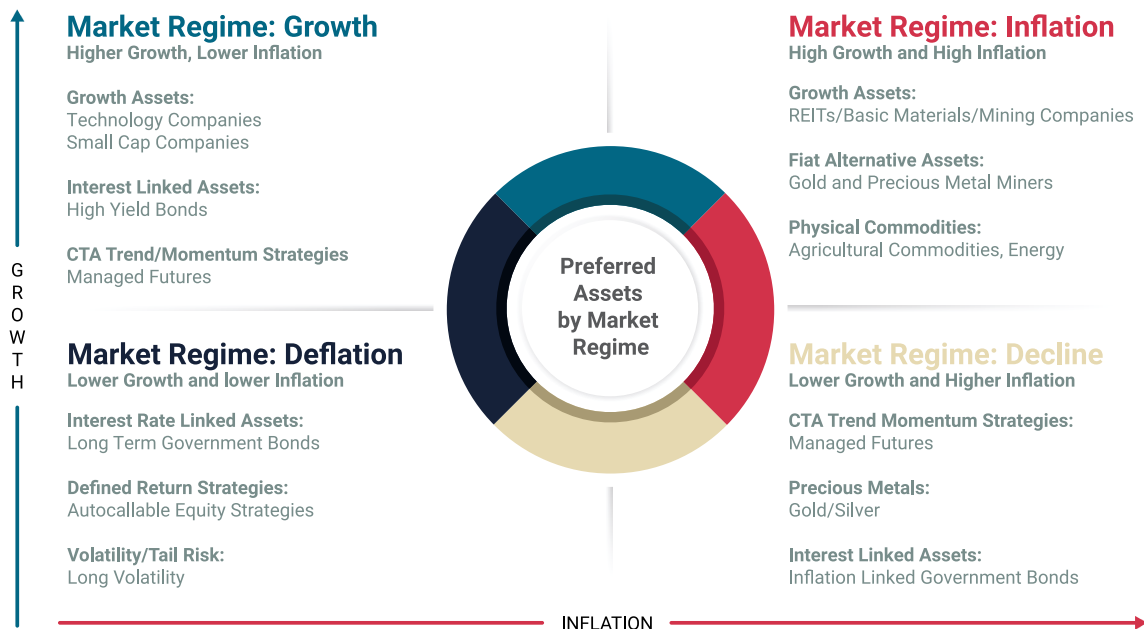 Market Regime: Growth
Higher Growth, Lower Inflation
Growth Assets:
Technology Companies
Small Cap Companies
Interest Linked Assets:
High Yield Bonds
CTA Trend/Momentum Strategies
Managed Futures
Market Regime: Inflation
High Growth and High Inflation
Growth Assets:
REITs/Basic Materials/Mining Companies
Fiat Alternative Assets:
Gold and Precious Metal Miners
Physical Commodities:
Agricultural Commodities, Energy
Preferred
Assets
by Market
Regime
G
R
O
W
T
H
Market Regime: Deflation
Lower Growth and lower Inflation
Interest Rate Linked Assets:
Long Term Government Bonds
Defined Return Strategies:
Autocallable Equity Strategies
Volatility/Tail Risk:
Long Volatility
Market Regime: Decline
Lower Growth and Higher Inflation
CTA Trend Momentum Strategies:
Managed Futures
Precious Metals:
Gold/Silver
Interest Linked Assets:
Inflation Linked Government Bonds
INFLATION